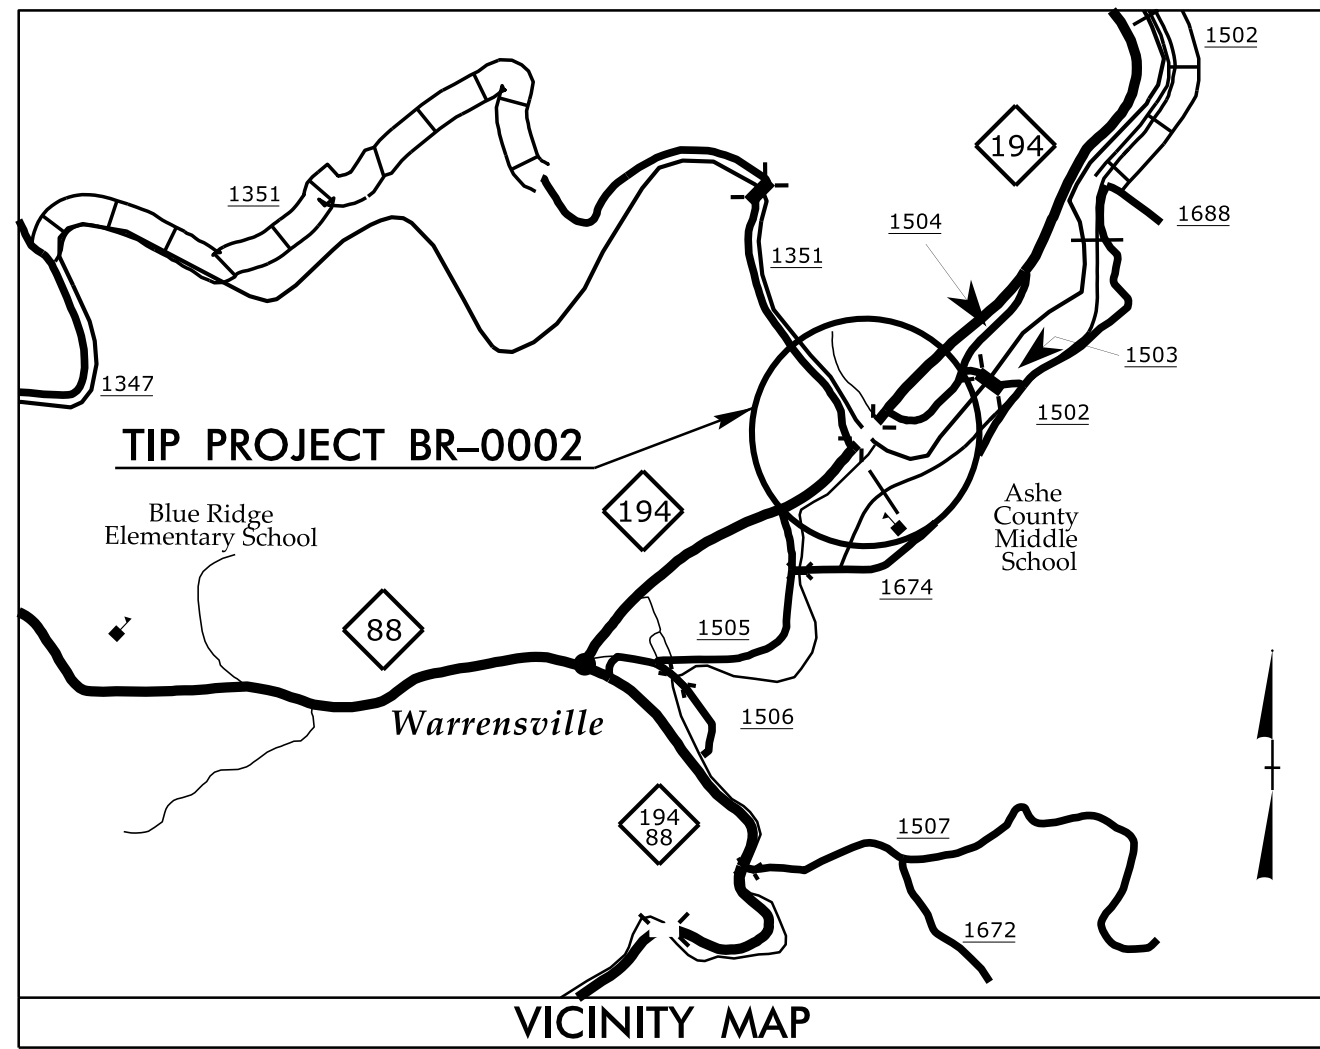 1502
194
1351
1504
1688
1351
1503
1347
1502
TIP PROJECT BR–0002
194
Ashe
County
Middle
School
Blue Ridge
Elementary School
1674
88
1505
Warrensville
1506
194
88
1507
1672
VICINITY MAP